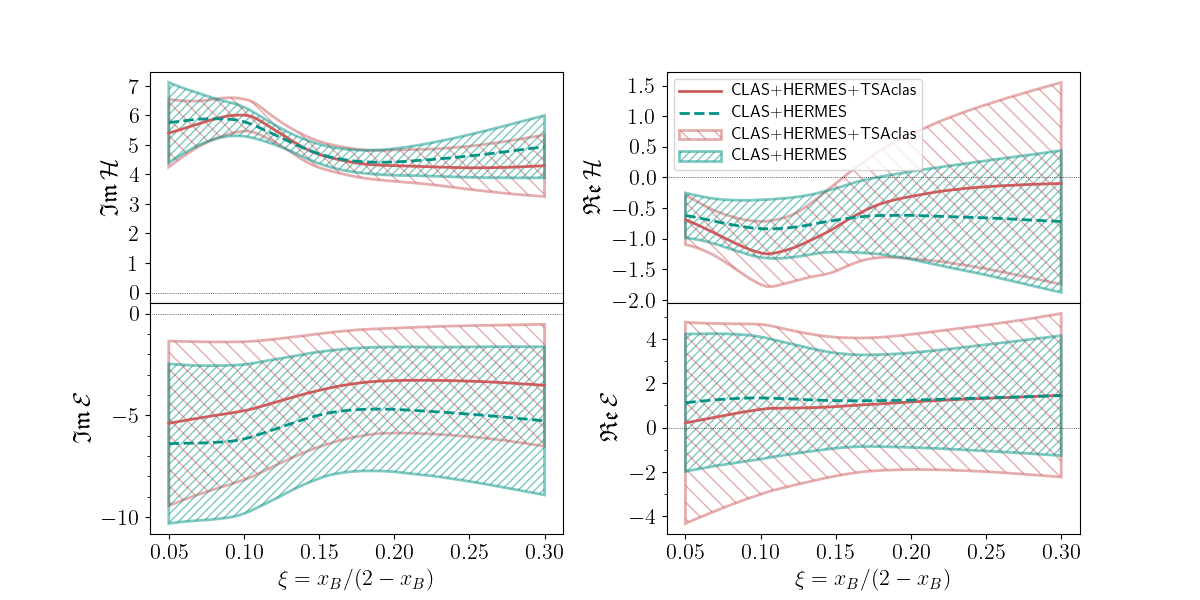 7
6
5
4
3
2
1
0
ℑ𝔪 ℋ
1.5
1.0
0.5
0.0
−0.5
−1.0
−1.5
−2.0
ℜ𝔢 ℋ
CLAS+HERMES+TSAclas
CLAS+HERMES
CLAS+HERMES+TSAclas
CLAS+HERMES
0
−5
−10
ℑ𝔪 ℰ
0.05 0.10 0.15 0.20 0.25 0.30
ξ = x_B/(2 − x_B)
4
2
0
−2
−4
ℜ𝔢 ℰ
0.05 0.10 0.15 0.20 0.25 0.30
ξ = x_B/(2 − x_B)